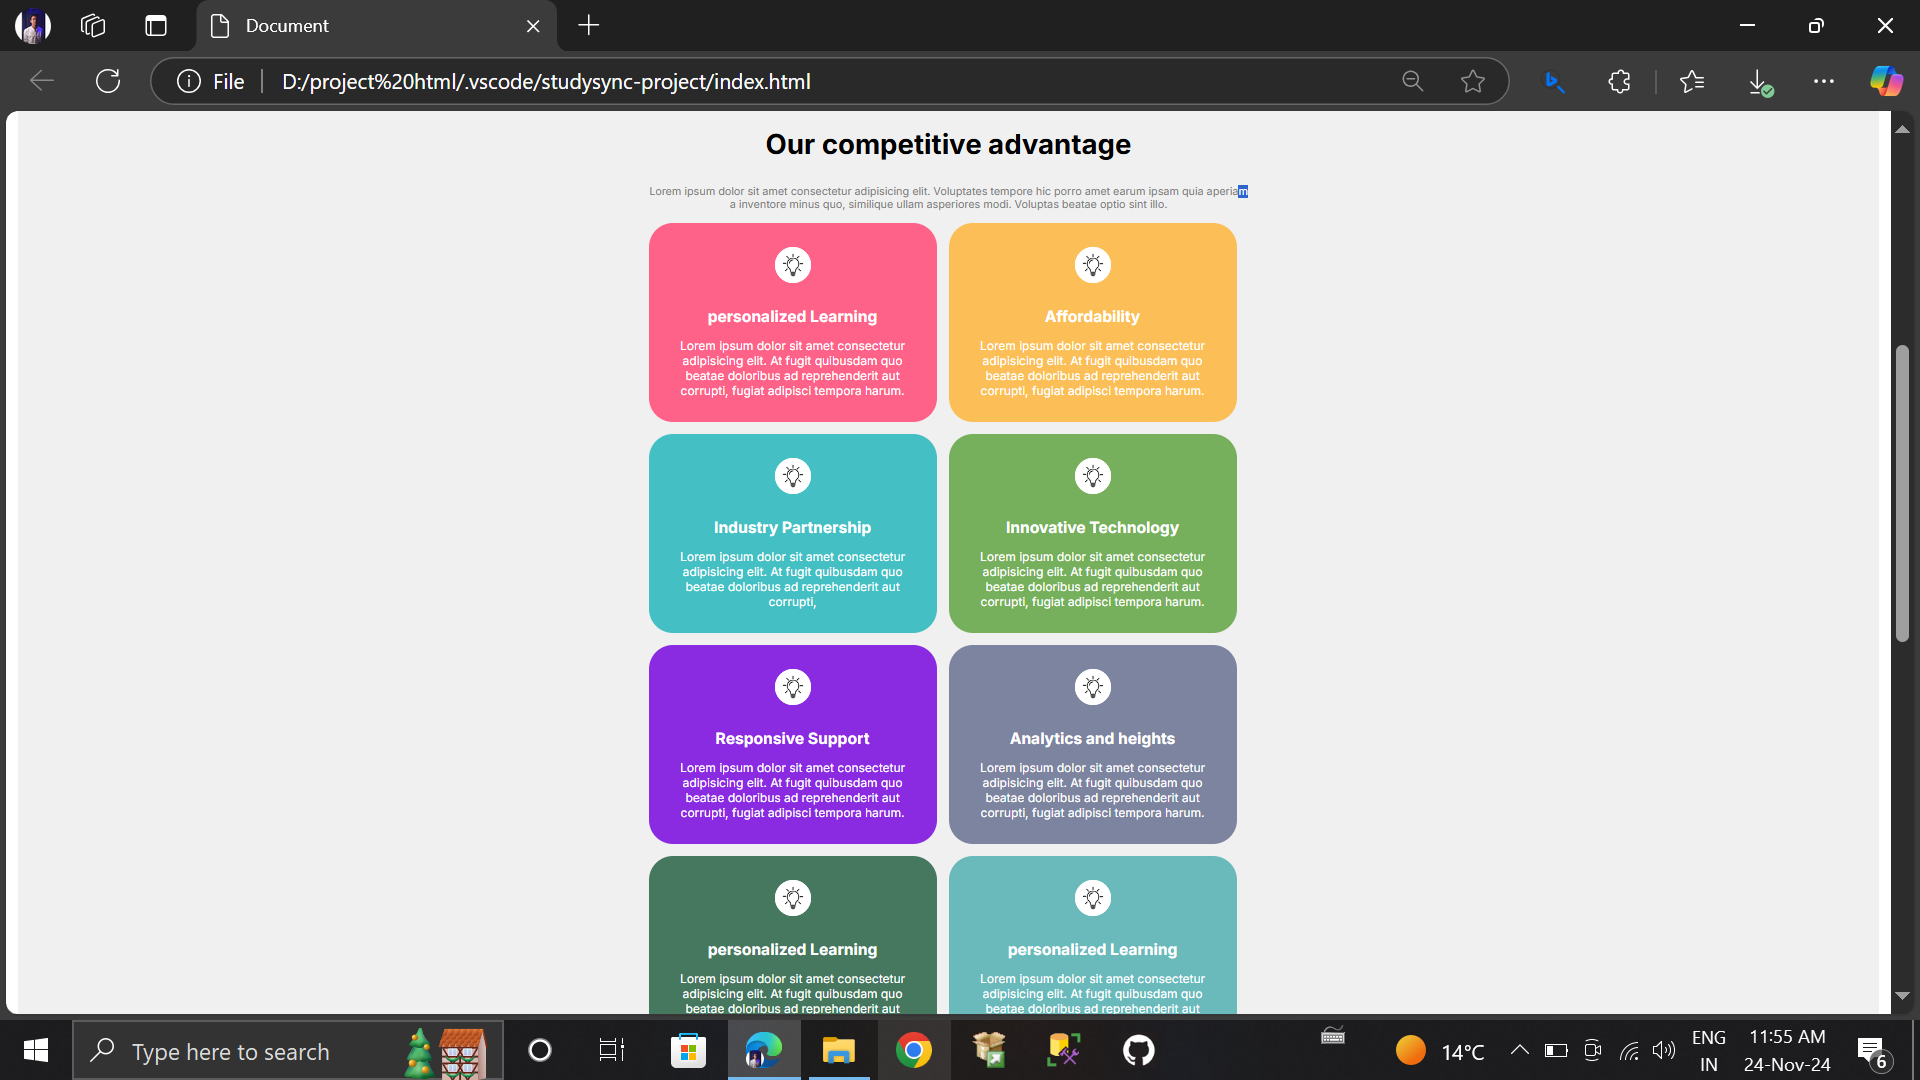 Document
File
D:/project%20html/.vscode/studysync-project/index.html
Our competitive advantage
Lorem ipsum dolor sit amet consectetur adipisicing elit. Voluptates tempore hic porro amet earum ipsam quia aperiam
a inventore minus quo, similique ullam asperiores modi. Voluptas beatae optio sint illo.
personalized Learning
Lorem ipsum dolor sit amet consectetur
adipisicing elit. At fugit quibusdam quo
beatae doloribus ad reprehenderit aut
corrupti, fugiat adipisci tempora harum.
Affordability
Lorem ipsum dolor sit amet consectetur
adipisicing elit. At fugit quibusdam quo
beatae doloribus ad reprehenderit aut
corrupti, fugiat adipisci tempora harum.
Industry Partnership
Lorem ipsum dolor sit amet consectetur
adipisicing elit. At fugit quibusdam quo
beatae doloribus ad reprehenderit aut
corrupti,
Innovative Technology
Lorem ipsum dolor sit amet consectetur
adipisicing elit. At fugit quibusdam quo
beatae doloribus ad reprehenderit aut
corrupti, fugiat adipisci tempora harum.
Responsive Support
Lorem ipsum dolor sit amet consectetur
adipisicing elit. At fugit quibusdam quo
beatae doloribus ad reprehenderit aut
corrupti, fugiat adipisci tempora harum.
Analytics and heights
Lorem ipsum dolor sit amet consectetur
adipisicing elit. At fugit quibusdam quo
beatae doloribus ad reprehenderit aut
corrupti, fugiat adipisci tempora harum.
personalized Learning
Lorem ipsum dolor sit amet consectetur
adipisicing elit. At fugit quibusdam quo
beatae doloribus ad reprehenderit aut
personalized Learning
Lorem ipsum dolor sit amet consectetur
adipisicing elit. At fugit quibusdam quo
beatae doloribus ad reprehenderit aut
Type here to search
14°C
ENG
IN
11:55 AM
24-Nov-24
6